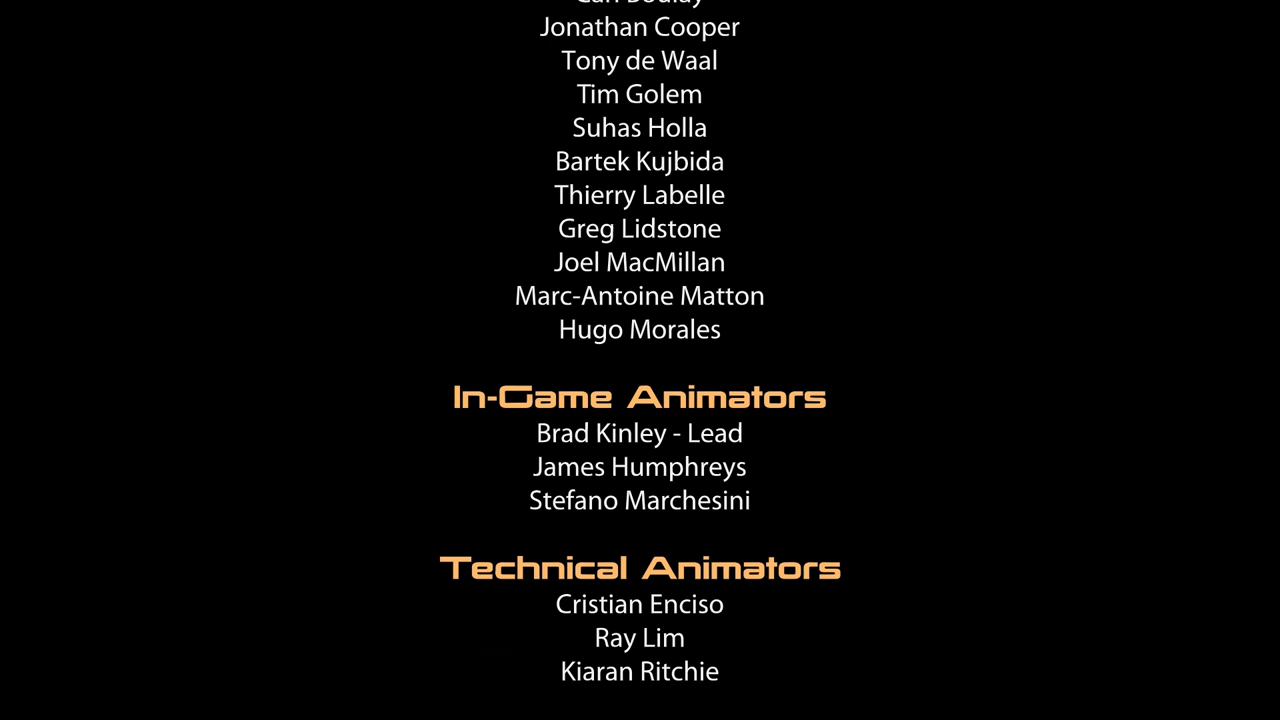 Jonathan Cooper
Tony de Waal
Tim Golem
Suhas Holla
Bartek Kujbida
Thierry Labelle
Greg Lidstone
Joel MacMillan
Marc-Antoine Matton
Hugo Morales
In-Game Animators
Brad Kinley - Lead
James Humphreys
Stefano Marchesini
Technical Animators
Cristian Enciso
Ray Lim
Kiaran Ritchie